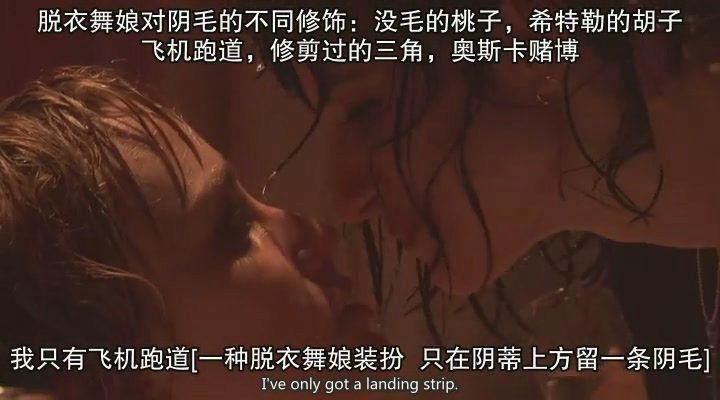 脱衣舞娘对阴毛的不同修饰：没毛的桃子，希特勒的胡子
飞机跑道，修剪过的三角，奥斯卡赌博
我只有飞机跑道[一种脱衣舞娘装扮 只在阴蒂上方留一条阴毛]
I've only got a landing strip.